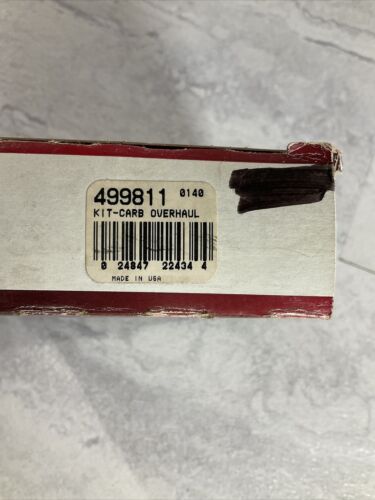 499811 0140
KIT-CARB OVERHAUL
0 24847 22434 4
MADE IN USA